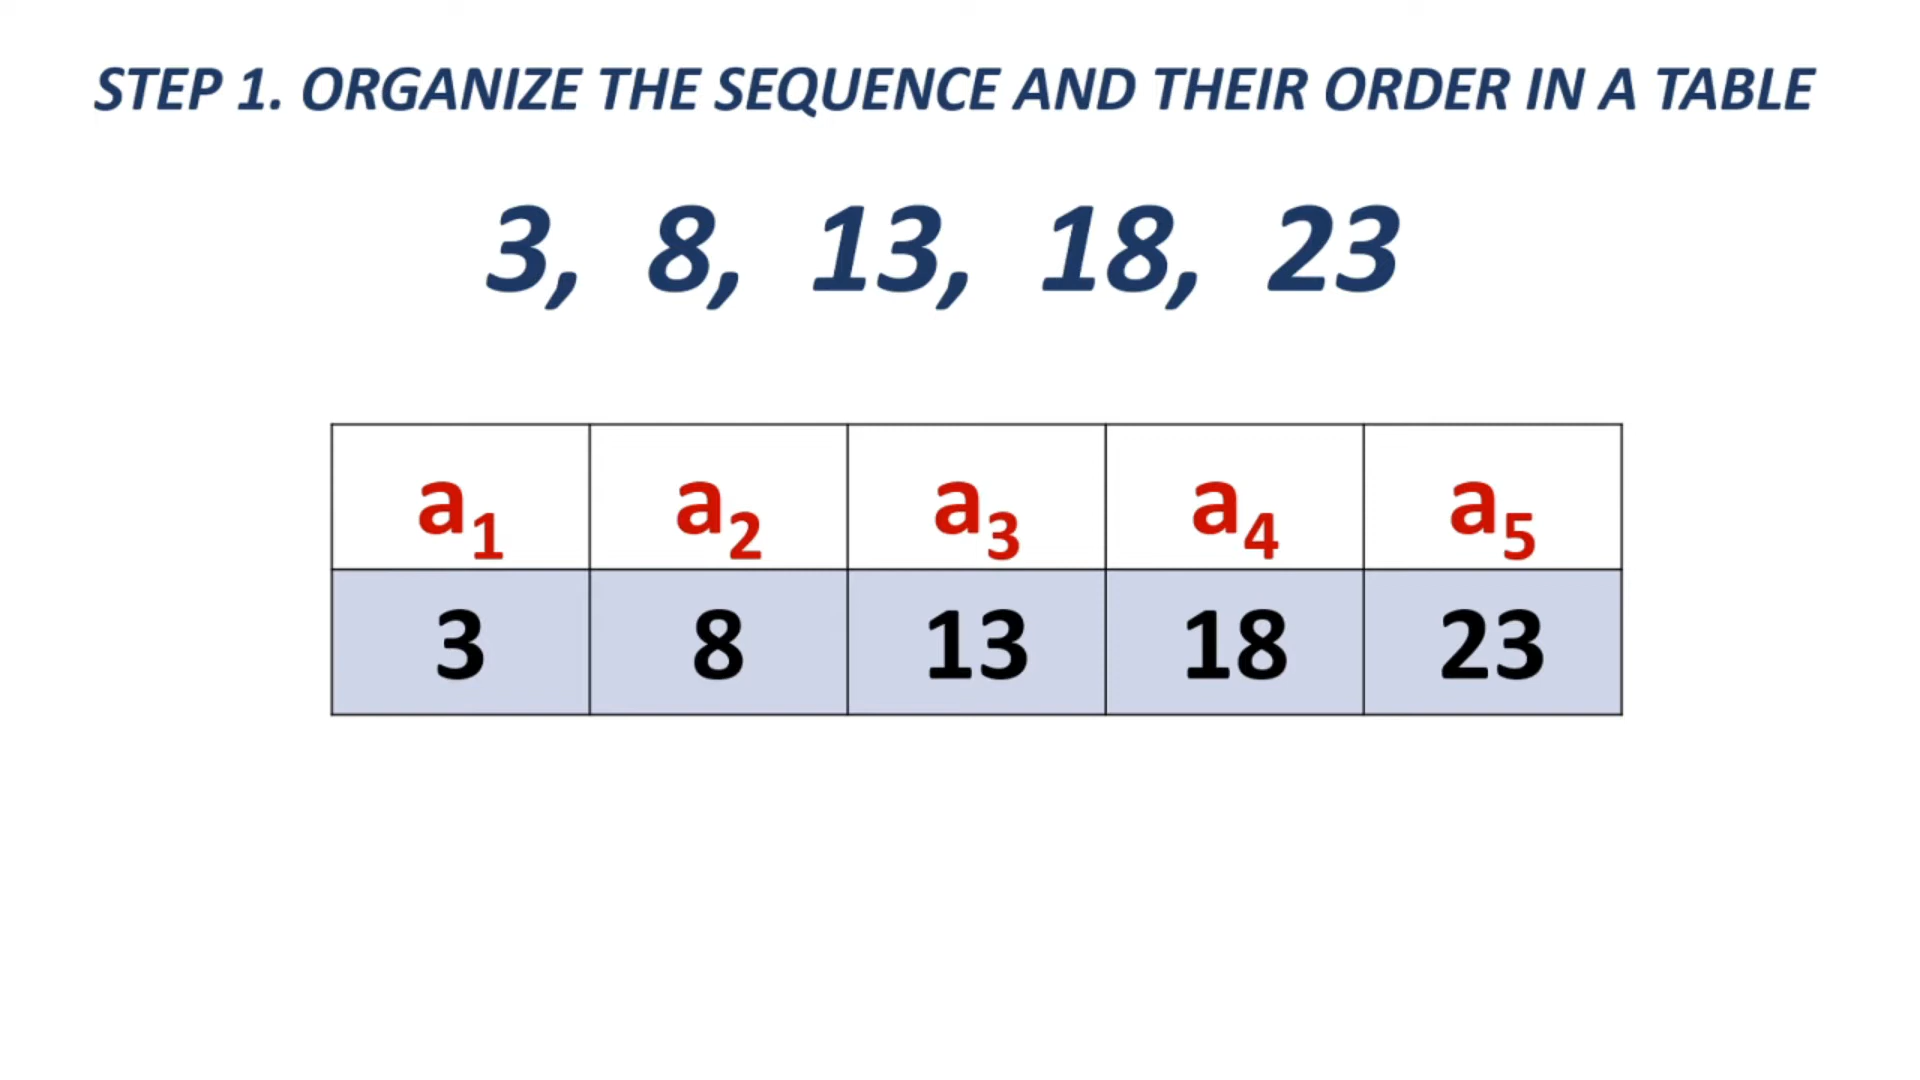 STEP 1. ORGANIZE THE SEQUENCE AND THEIR ORDER IN A TABLE
3, 8, 13, 18, 23
a₁ a₂ a₃ a₄ a₅
3 8 13 18 23